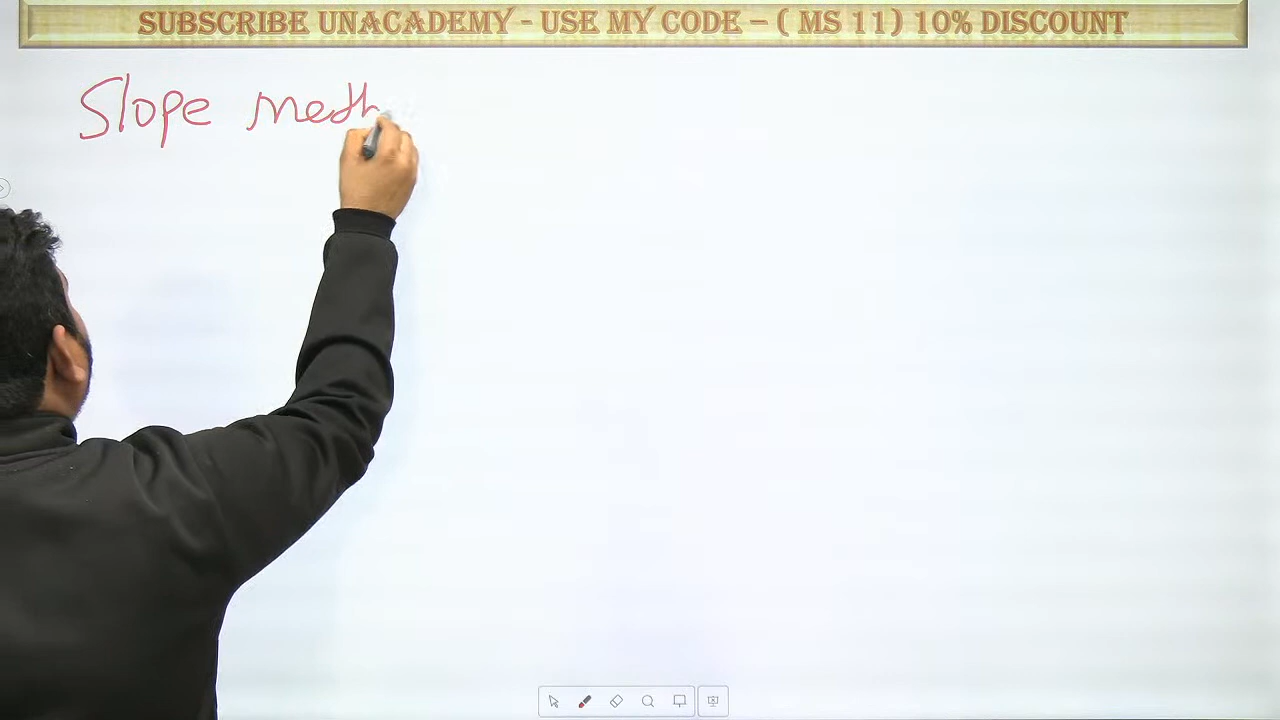 SUBSCRIBE UNACADEMY - USE MY CODE – ( MS 11) 10% DISCOUNT
Slope meth